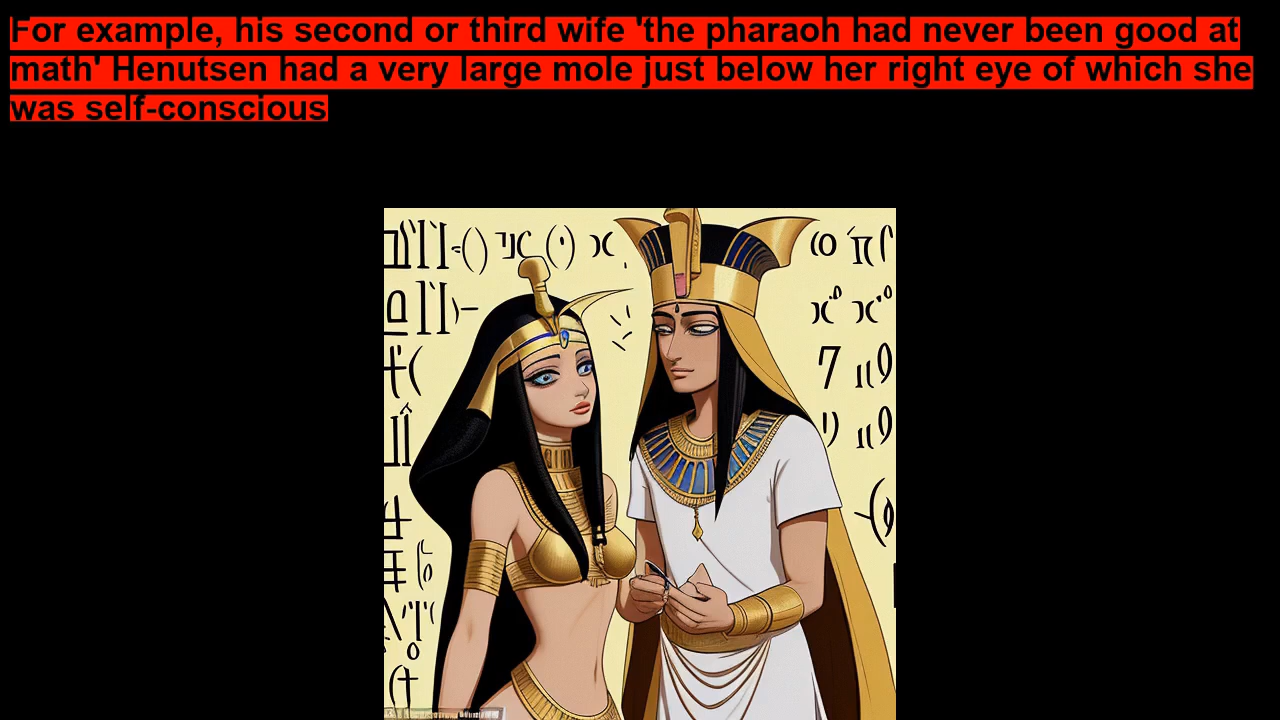 For example, his second or third wife 'the pharaoh had never been good at
math' Henutsen had a very large mole just below her right eye of which she
was self-conscious